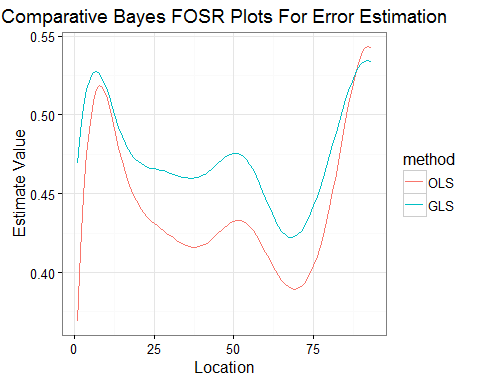 Comparative Bayes FOSR Plots For Error Estimation
Estimate Value
0.55
0.50
0.45
0.40
0 25 50 75
Location
method
OLS
GLS